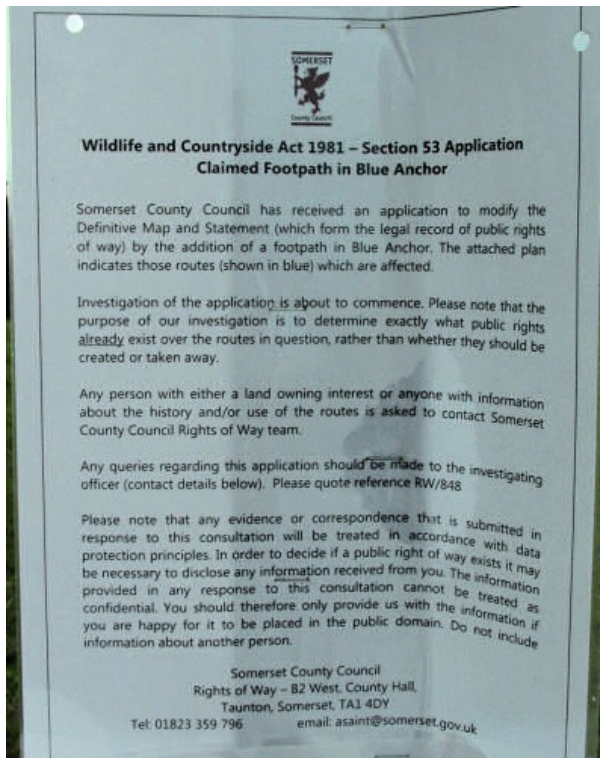 SOMERSET
County Council
Wildlife and Countryside Act 1981 – Section 53 Application
Claimed Footpath in Blue Anchor
Somerset County Council has received an application to modify the
Definitive Map and Statement (which form the legal record of public rights
of way) by the addition of a footpath in Blue Anchor. The attached plan
indicates those routes (shown in blue) which are affected.
Investigation of the application is about to commence. Please note that the
purpose of our investigation is to determine exactly what public rights
already exist over the routes in question, rather than whether they should be
created or taken away.
Any person with either a land owning interest or anyone with information
about the history and/or use of the routes is asked to contact Somerset
County Council Rights of Way team.
Any queries regarding this application should be made to the investigating
officer (contact details below). Please quote reference RW/848
Please note that any evidence or correspondence that is submitted in
response to this consultation will be treated in accordance with data
protection principles. In order to decide if a public right of way exists it may
be necessary to disclose any information received from you. The information
provided in any response to this consultation cannot be treated as
confidential. You should therefore only provide us with the information if
you are happy for it to be placed in the public domain. Do not include
information about another person.
Somerset County Council
Rights of Way – B2 West, County Hall,
Taunton, Somerset, TA1 4DY
Tel: 01823 359 796 email: asaint@somerset.gov.uk